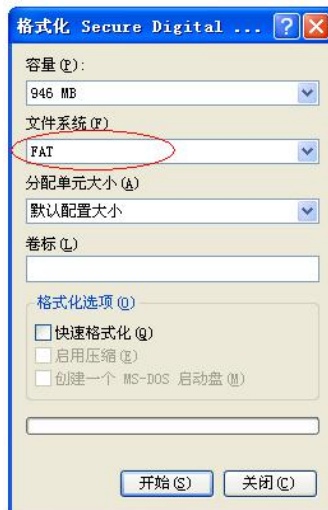 格式化 Secure Digital ...
容量(P):
946 MB
文件系统(F)
FAT
分配单元大小(A)
默认配置大小
卷标(L)
格式化选项(O)
快速格式化(Q)
启用压缩(E)
创建一个 MS-DOS 启动盘(M)
开始(S) 关闭(C)